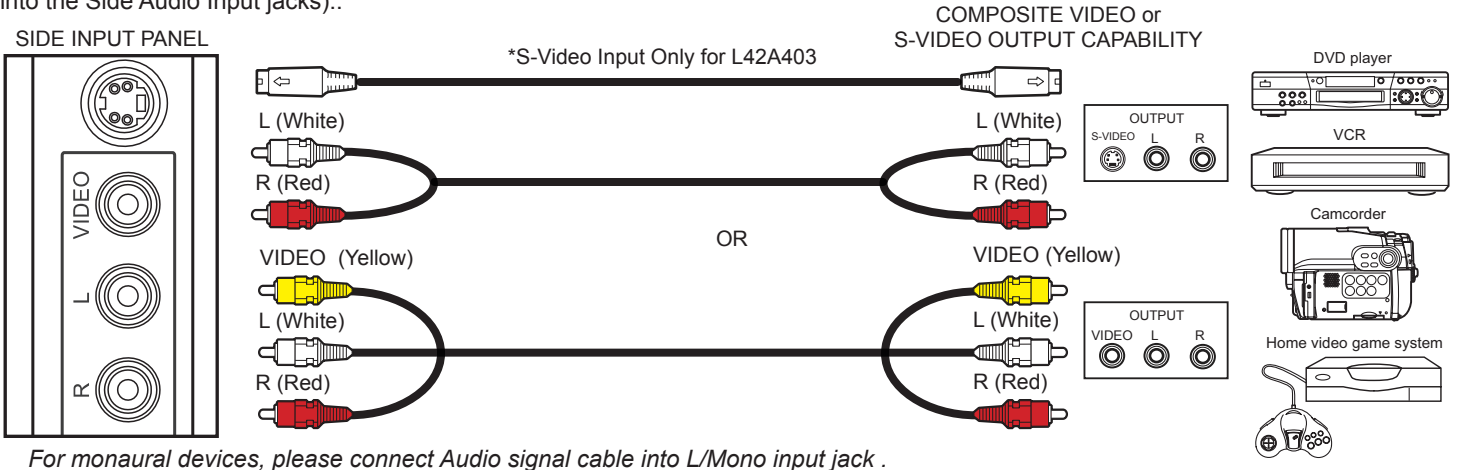 into the Side Audio Input jacks)..
COMPOSITE VIDEO or
S-VIDEO OUTPUT CAPABILITY
SIDE INPUT PANEL
*S-Video Input Only for L42A403
VIDEO
L
R
L (White)
R (Red)
L (White)
R (Red)
OUTPUT
S-VIDEO L R
OR
VIDEO (Yellow)
L (White)
R (Red)
VIDEO (Yellow)
L (White)
R (Red)
OUTPUT
VIDEO L R
DVD player
VCR
Camcorder
Home video game system
For monaural devices, please connect Audio signal cable into L/Mono input jack .